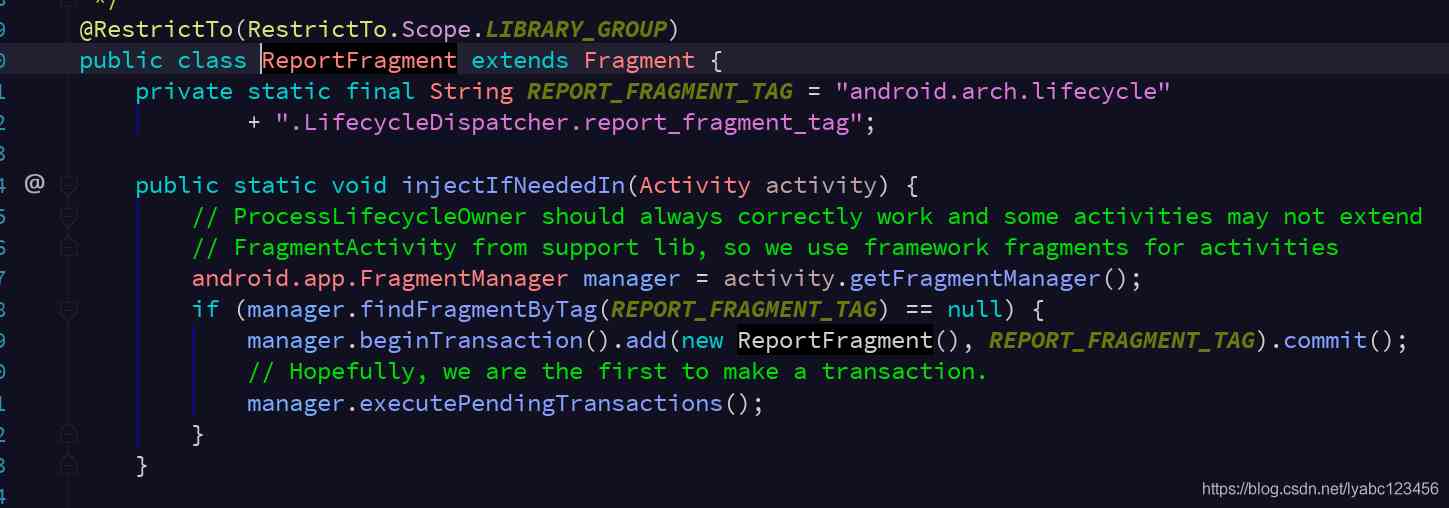 */
@RestrictTo(RestrictTo.Scope.LIBRARY_GROUP)
public class ReportFragment extends Fragment {
private static final String REPORT_FRAGMENT_TAG = "android.arch.lifecycle"
+ ".LifecycleDispatcher.report_fragment_tag";
@ public static void injectIfNeededIn(Activity activity) {
// ProcessLifecycleOwner should always correctly work and some activities may not extend
// FragmentActivity from support lib, so we use framework fragments for activities
android.app.FragmentManager manager = activity.getFragmentManager();
if (manager.findFragmentByTag(REPORT_FRAGMENT_TAG) == null) {
manager.beginTransaction().add(new ReportFragment(), REPORT_FRAGMENT_TAG).commit();
// Hopefully, we are the first to make a transaction.
manager.executePendingTransactions();
}
}
https://blog.csdn.net/lyabc123456